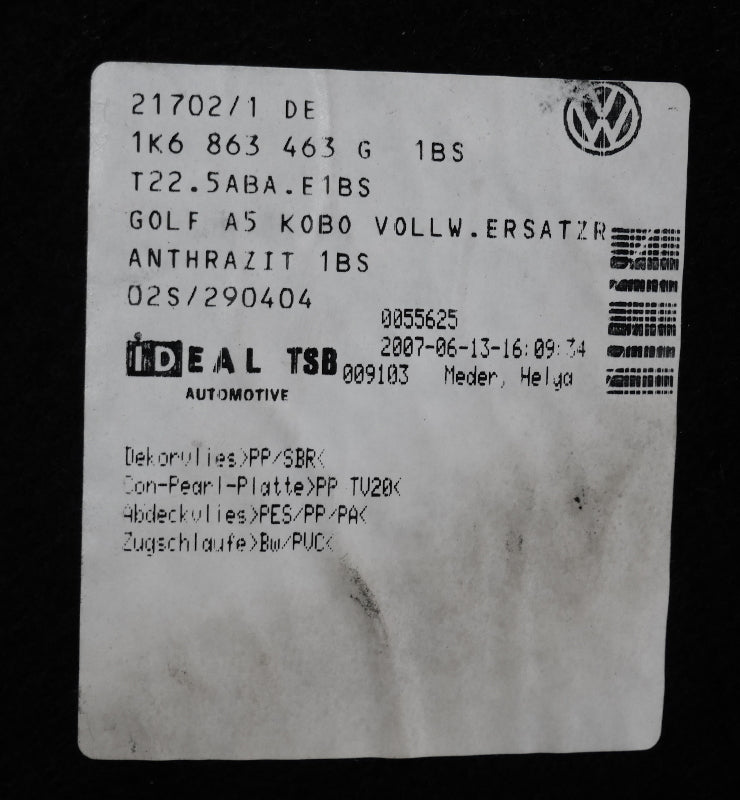 21702/1 DE
1K6 863 463 G 1BS
T22.5ABA.E1BS
GOLF A5 KOBO VOLLW.ERSATZR
ANTHRAZIT 1BS
02S/290404
0055625
2007-06-13-16:09:34
iDEAL TSB
009103 Meder, Helga
AUTOMOTIVE
Dekorvlies>PP/SBR<
Con-Pearl-Platte>PP TV20<
Abdeckvlies>PES/PP/PA<
Zugschlaufe>Bw/PVC<